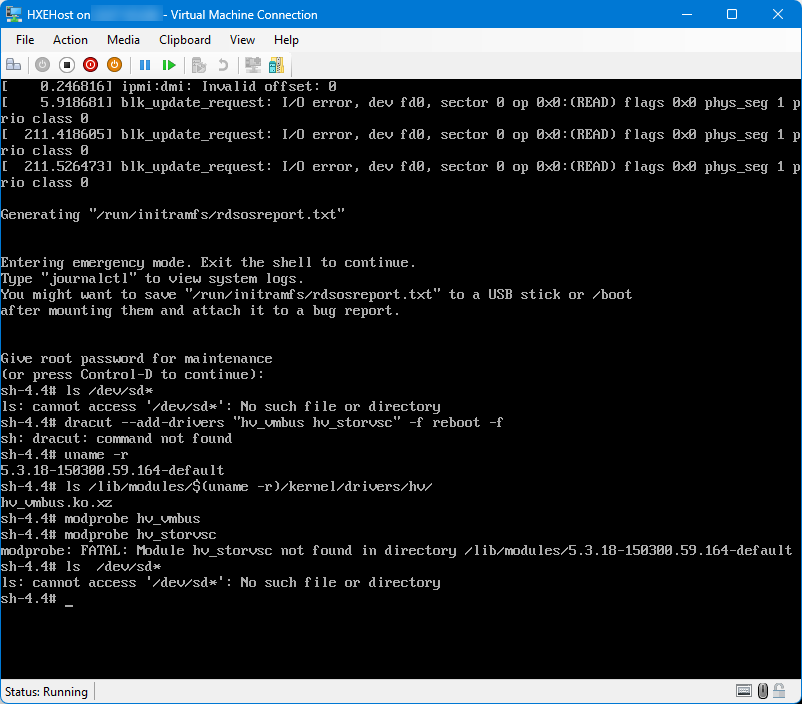 HXEHost on - Virtual Machine Connection
File Action Media Clipboard View Help
[    0.246816] ipmi:dmi: Invalid offset: 0
[    5.918681] blk_update_request: I/O error, dev fd0, sector 0 op 0x0:(READ) flags 0x0 phys_seg 1 p
rio class 0
[  211.418605] blk_update_request: I/O error, dev fd0, sector 0 op 0x0:(READ) flags 0x0 phys_seg 1 p
rio class 0
[  211.526473] blk_update_request: I/O error, dev fd0, sector 0 op 0x0:(READ) flags 0x0 phys_seg 1 p
rio class 0
Generating "/run/initramfs/rdsosreport.txt"
Entering emergency mode. Exit the shell to continue.
Type "journalctl" to view system logs.
You might want to save "/run/initramfs/rdsosreport.txt" to a USB stick or /boot
after mounting them and attach it to a bug report.
Give root password for maintenance
(or press Control-D to continue):
sh-4.4# ls /dev/sd*
ls: cannot access '/dev/sd*': No such file or directory
sh-4.4# dracut --add-drivers "hv_vmbus hv_storvsc" -f reboot -f
sh: dracut: command not found
sh-4.4# uname -r
5.3.18-150300.59.164-default
sh-4.4# ls /lib/modules/$(uname -r)/kernel/drivers/hv/
hv_vmbus.ko.xz
sh-4.4# modprobe hv_vmbus
sh-4.4# modprobe hv_storvsc
modprobe: FATAL: Module hv_storvsc not found in directory /lib/modules/5.3.18-150300.59.164-default
sh-4.4# ls  /dev/sd*
ls: cannot access '/dev/sd*': No such file or directory
sh-4.4# _
Status: Running